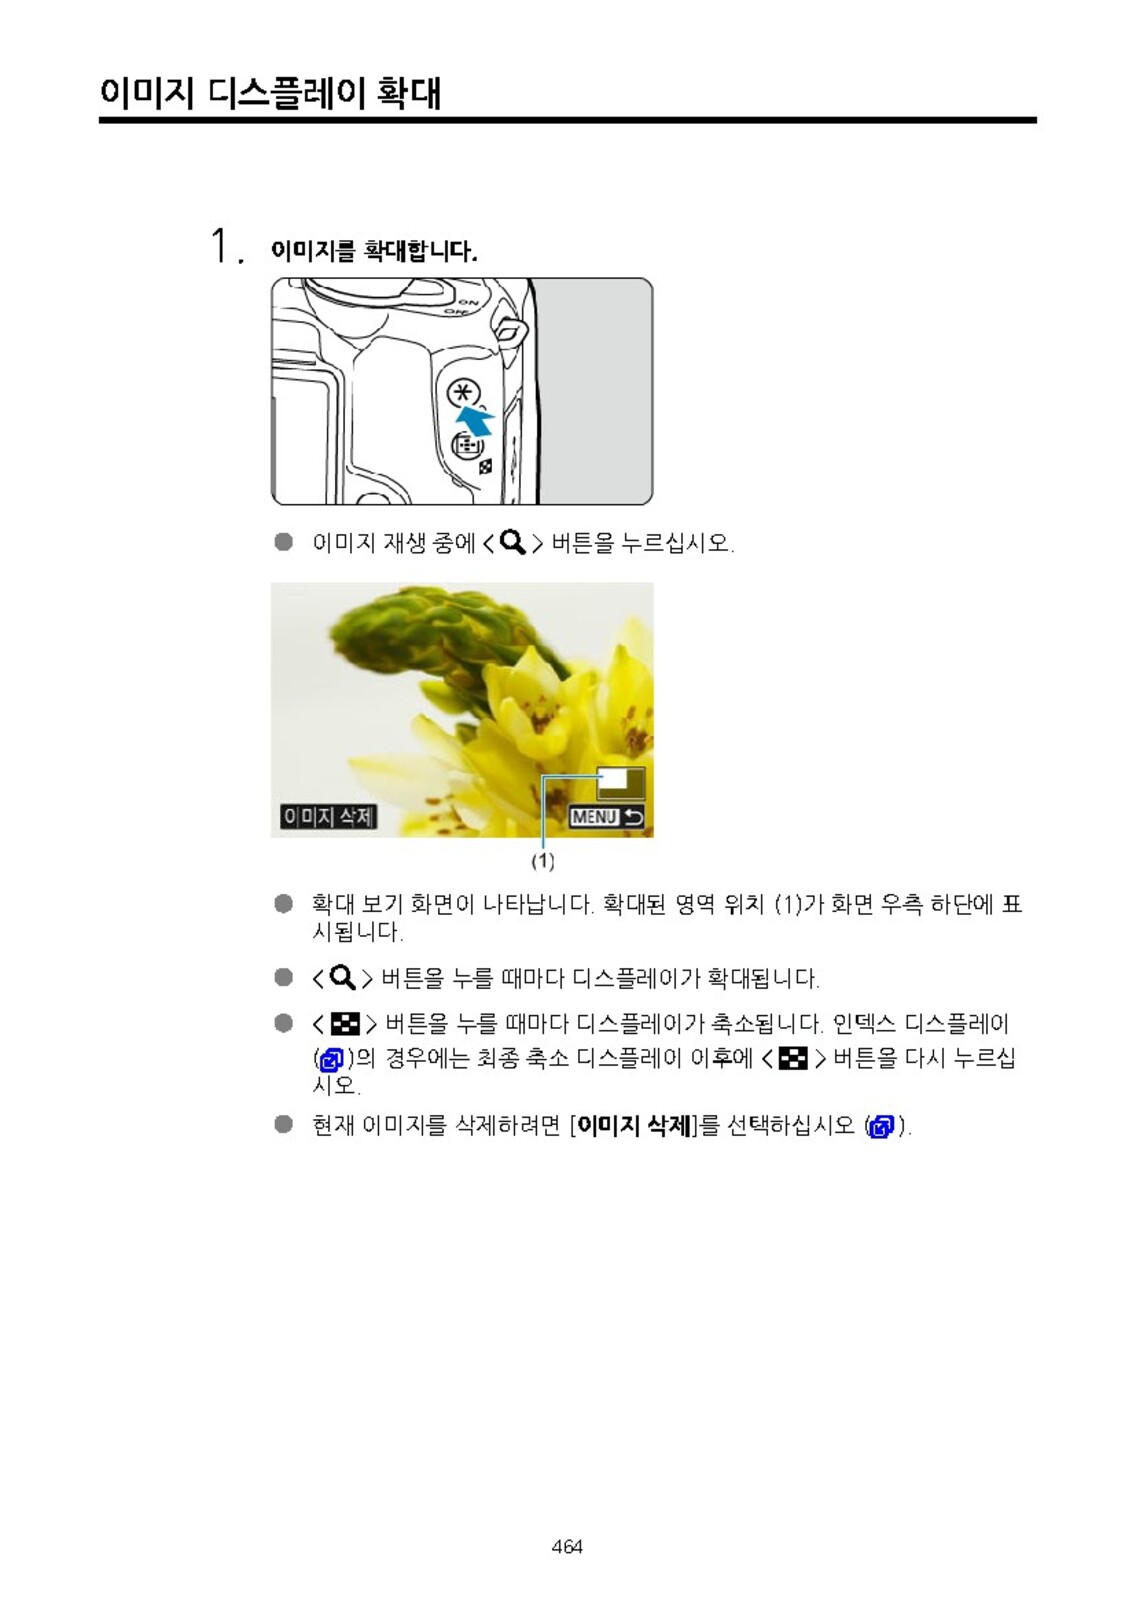 이미지 디스플레이 확대
1. 이미지를 확대합니다.
ON
OFF
● 이미지 재생 중에 < > 버튼을 누르십시오.
이미지 삭제
MENU
(1)
● 확대 보기 화면이 나타납니다. 확대된 영역 위치 (1)가 화면 우측 하단에 표
시됩니다.
● < > 버튼을 누를 때마다 디스플레이가 확대됩니다.
● < > 버튼을 누를 때마다 디스플레이가 축소됩니다. 인덱스 디스플레이
( )의 경우에는 최종 축소 디스플레이 이후에 < > 버튼을 다시 누르십
시오.
● 현재 이미지를 삭제하려면 [이미지 삭제]를 선택하십시오 ( ).
464